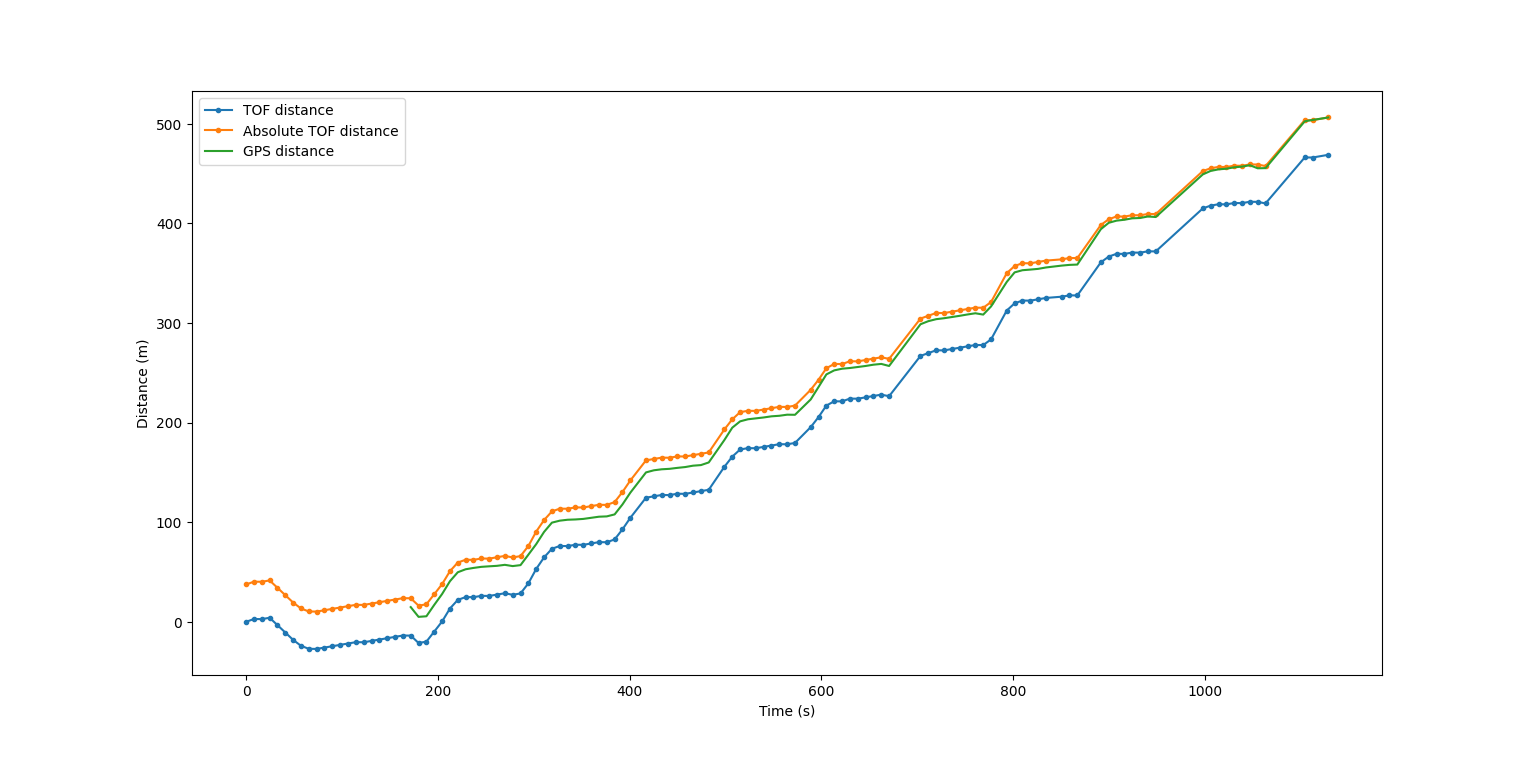 TOF distance
Absolute TOF distance
GPS distance
500
400
300
200
100
0
Distance (m)
0 200 400 600 800 1000
Time (s)